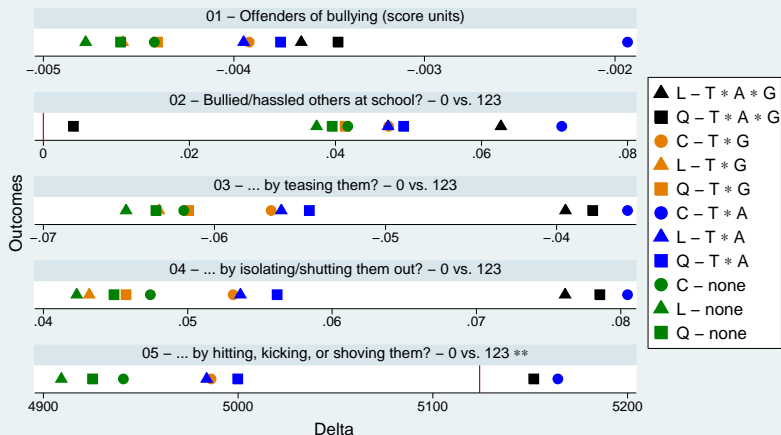 01 – Offenders of bullying (score units)
-.005 -.004 -.003 -.002
02 – Bullied/hassled others at school? – 0 vs. 123
0 .02 .04 .06 .08
03 – ... by teasing them? – 0 vs. 123
-.07 -.06 -.05 -.04
04 – ... by isolating/shutting them out? – 0 vs. 123
.04 .05 .06 .07 .08
05 – ... by hitting, kicking, or shoving them? – 0 vs. 123 **
4900 5000 5100 5200
Delta
Outcomes
L – T * A * G
Q – T * A * G
C – T * G
L – T * G
Q – T * G
C – T * A
L – T * A
Q – T * A
C – none
L – none
Q – none